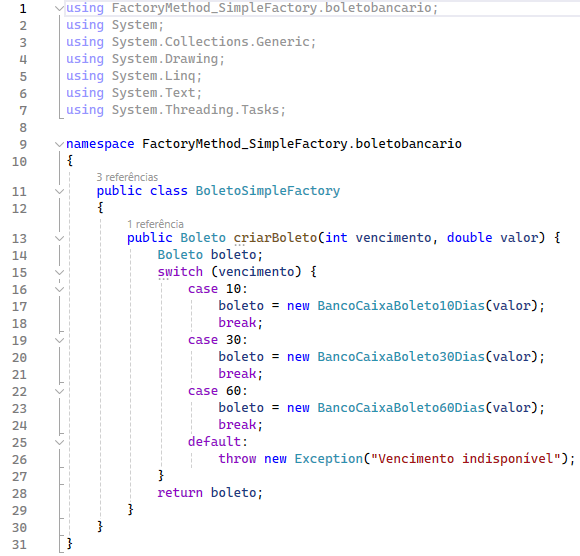 1 using FactoryMethod_SimpleFactory.boletobancario;
2 using System;
3 using System.Collections.Generic;
4 using System.Drawing;
5 using System.Linq;
6 using System.Text;
7 using System.Threading.Tasks;
8
9 namespace FactoryMethod_SimpleFactory.boletobancario
10 {
3 referências
11 public class BoletoSimpleFactory
12 {
1 referência
13 public Boleto criarBoleto(int vencimento, double valor) {
14 Boleto boleto;
15 switch (vencimento) {
16 case 10:
17 boleto = new BancoCaixaBoleto10Dias(valor);
18 break;
19 case 30:
20 boleto = new BancoCaixaBoleto30Dias(valor);
21 break;
22 case 60:
23 boleto = new BancoCaixaBoleto60Dias(valor);
24 break;
25 default:
26 throw new Exception("Vencimento indisponível");
27 }
28 return boleto;
29 }
30 }
31 }